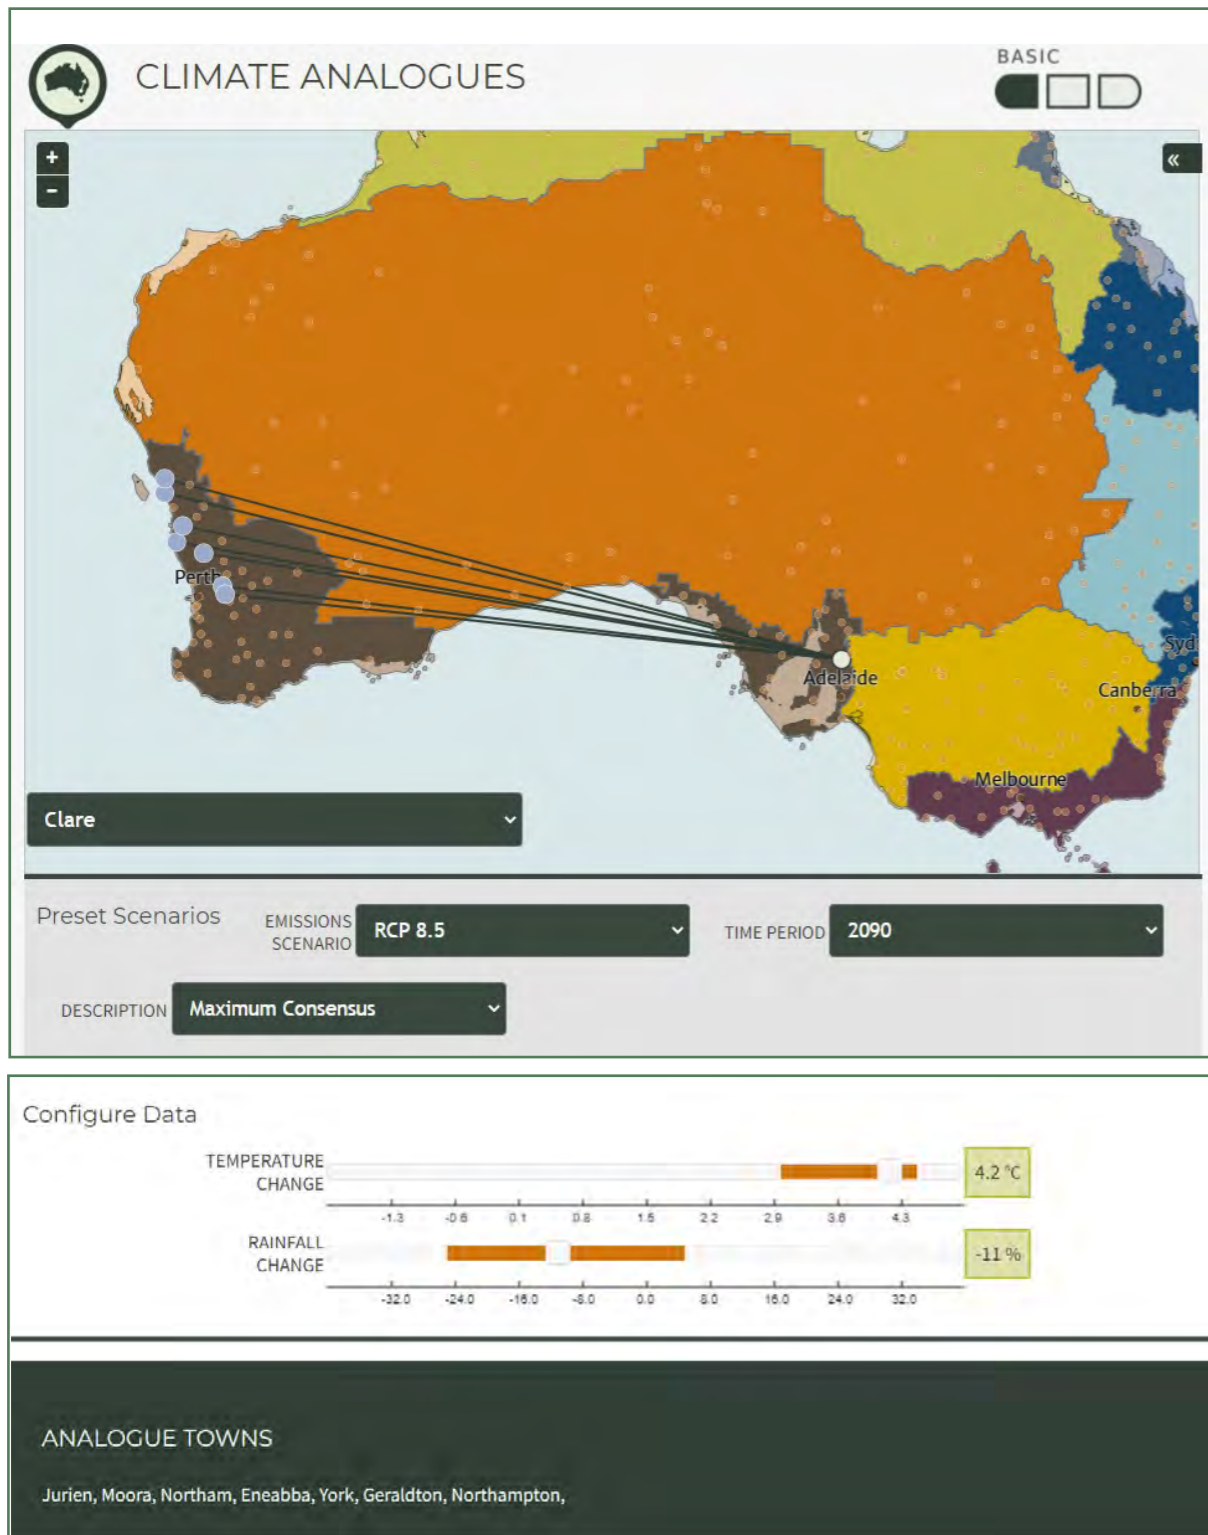 CLIMATE ANALOGUES
BASIC
+
-
«
Perth
Adelaide
Syd
Canberra
Melbourne
Clare
Preset Scenarios
EMISSIONS
SCENARIO
RCP 8.5
TIME PERIOD
2090
DESCRIPTION
Maximum Consensus
Configure Data
TEMPERATURE
CHANGE
4.2 °C
-1.3 -0.6 0.1 0.8 1.5 2.2 2.9 3.6 4.3
RAINFALL
CHANGE
-11 %
-32.0 -24.0 -16.0 -8.0 0.0 8.0 16.0 24.0 32.0
ANALOGUE TOWNS
Jurien, Moora, Northam, Eneabba, York, Geraldton, Northampton,